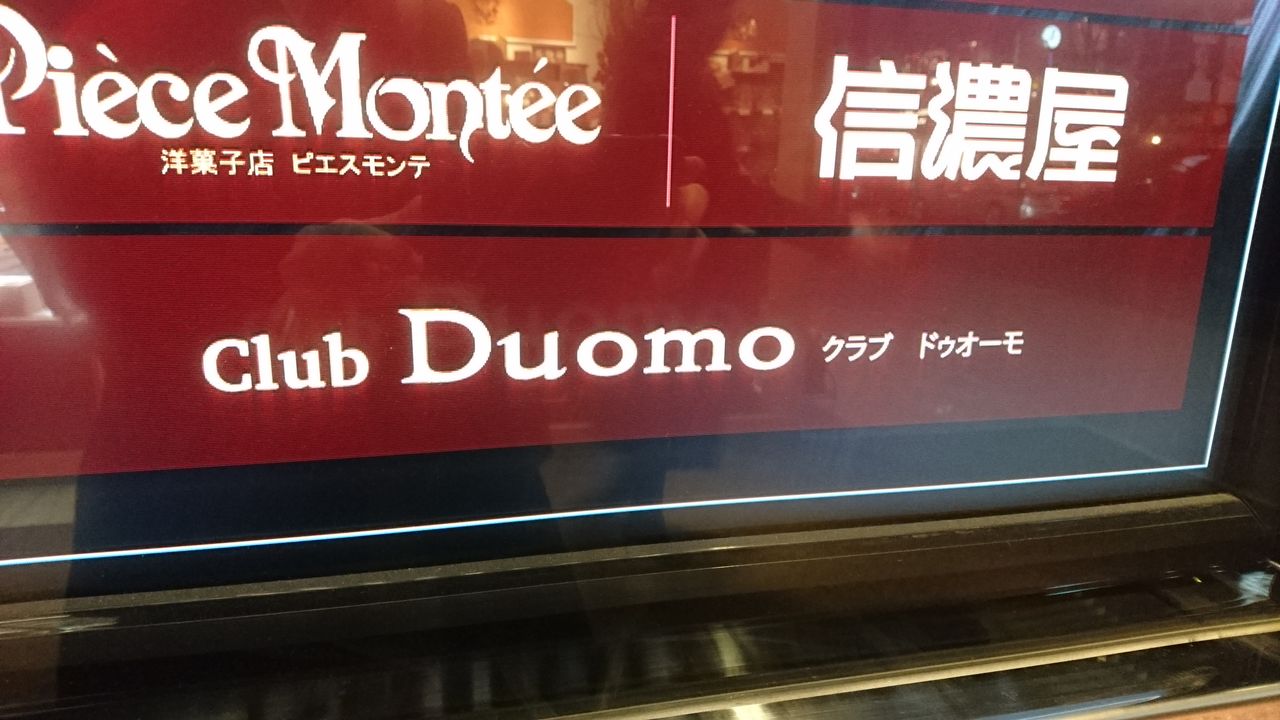 Pièce Montée
洋菓子店 ピエスモンテ
信濃屋
Club Duomo クラブ ドゥオーモ